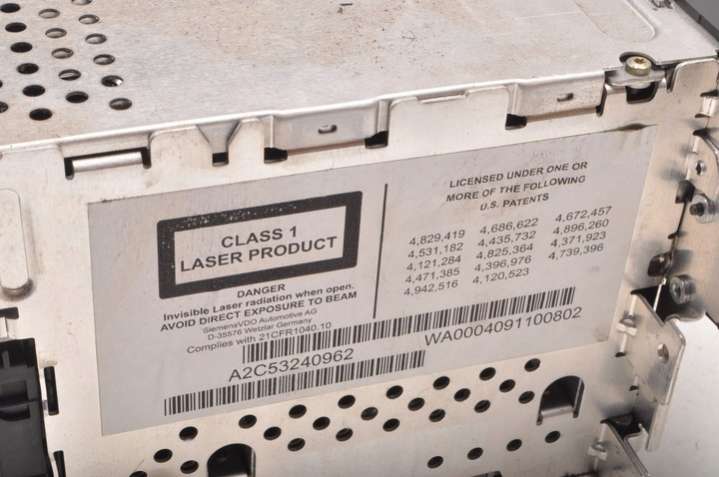 CLASS 1
LASER PRODUCT
DANGER
Invisible Laser radiation when open.
AVOID DIRECT EXPOSURE TO BEAM
SiemensVDO Automotive AG
D-35576 Wetzlar Germany
Complies with 21CFR1040.10
LICENSED UNDER ONE OR
MORE OF THE FOLLOWING
U.S. PATENTS
4,829,419 4,686,622 4,672,457
4,531,182 4,435,732 4,896,260
4,121,284 4,825,364 4,371,923
4,471,385 4,396,976 4,739,396
4,942,516 4,120,523
WA0004091100802
A2C53240962